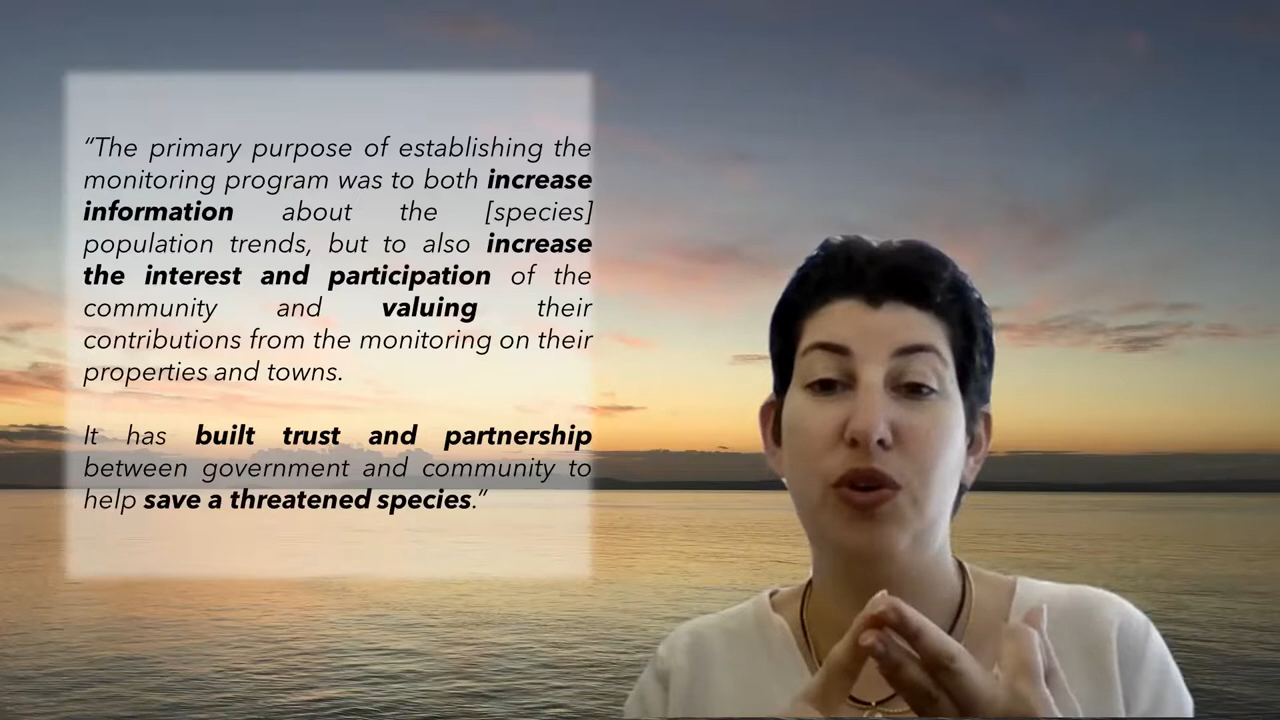 “The primary purpose of establishing the
monitoring program was to both increase
information about the [species]
population trends, but to also increase
the interest and participation of the
community and valuing their
contributions from the monitoring on their
properties and towns.
It has built trust and partnership
between government and community to
help save a threatened species.”